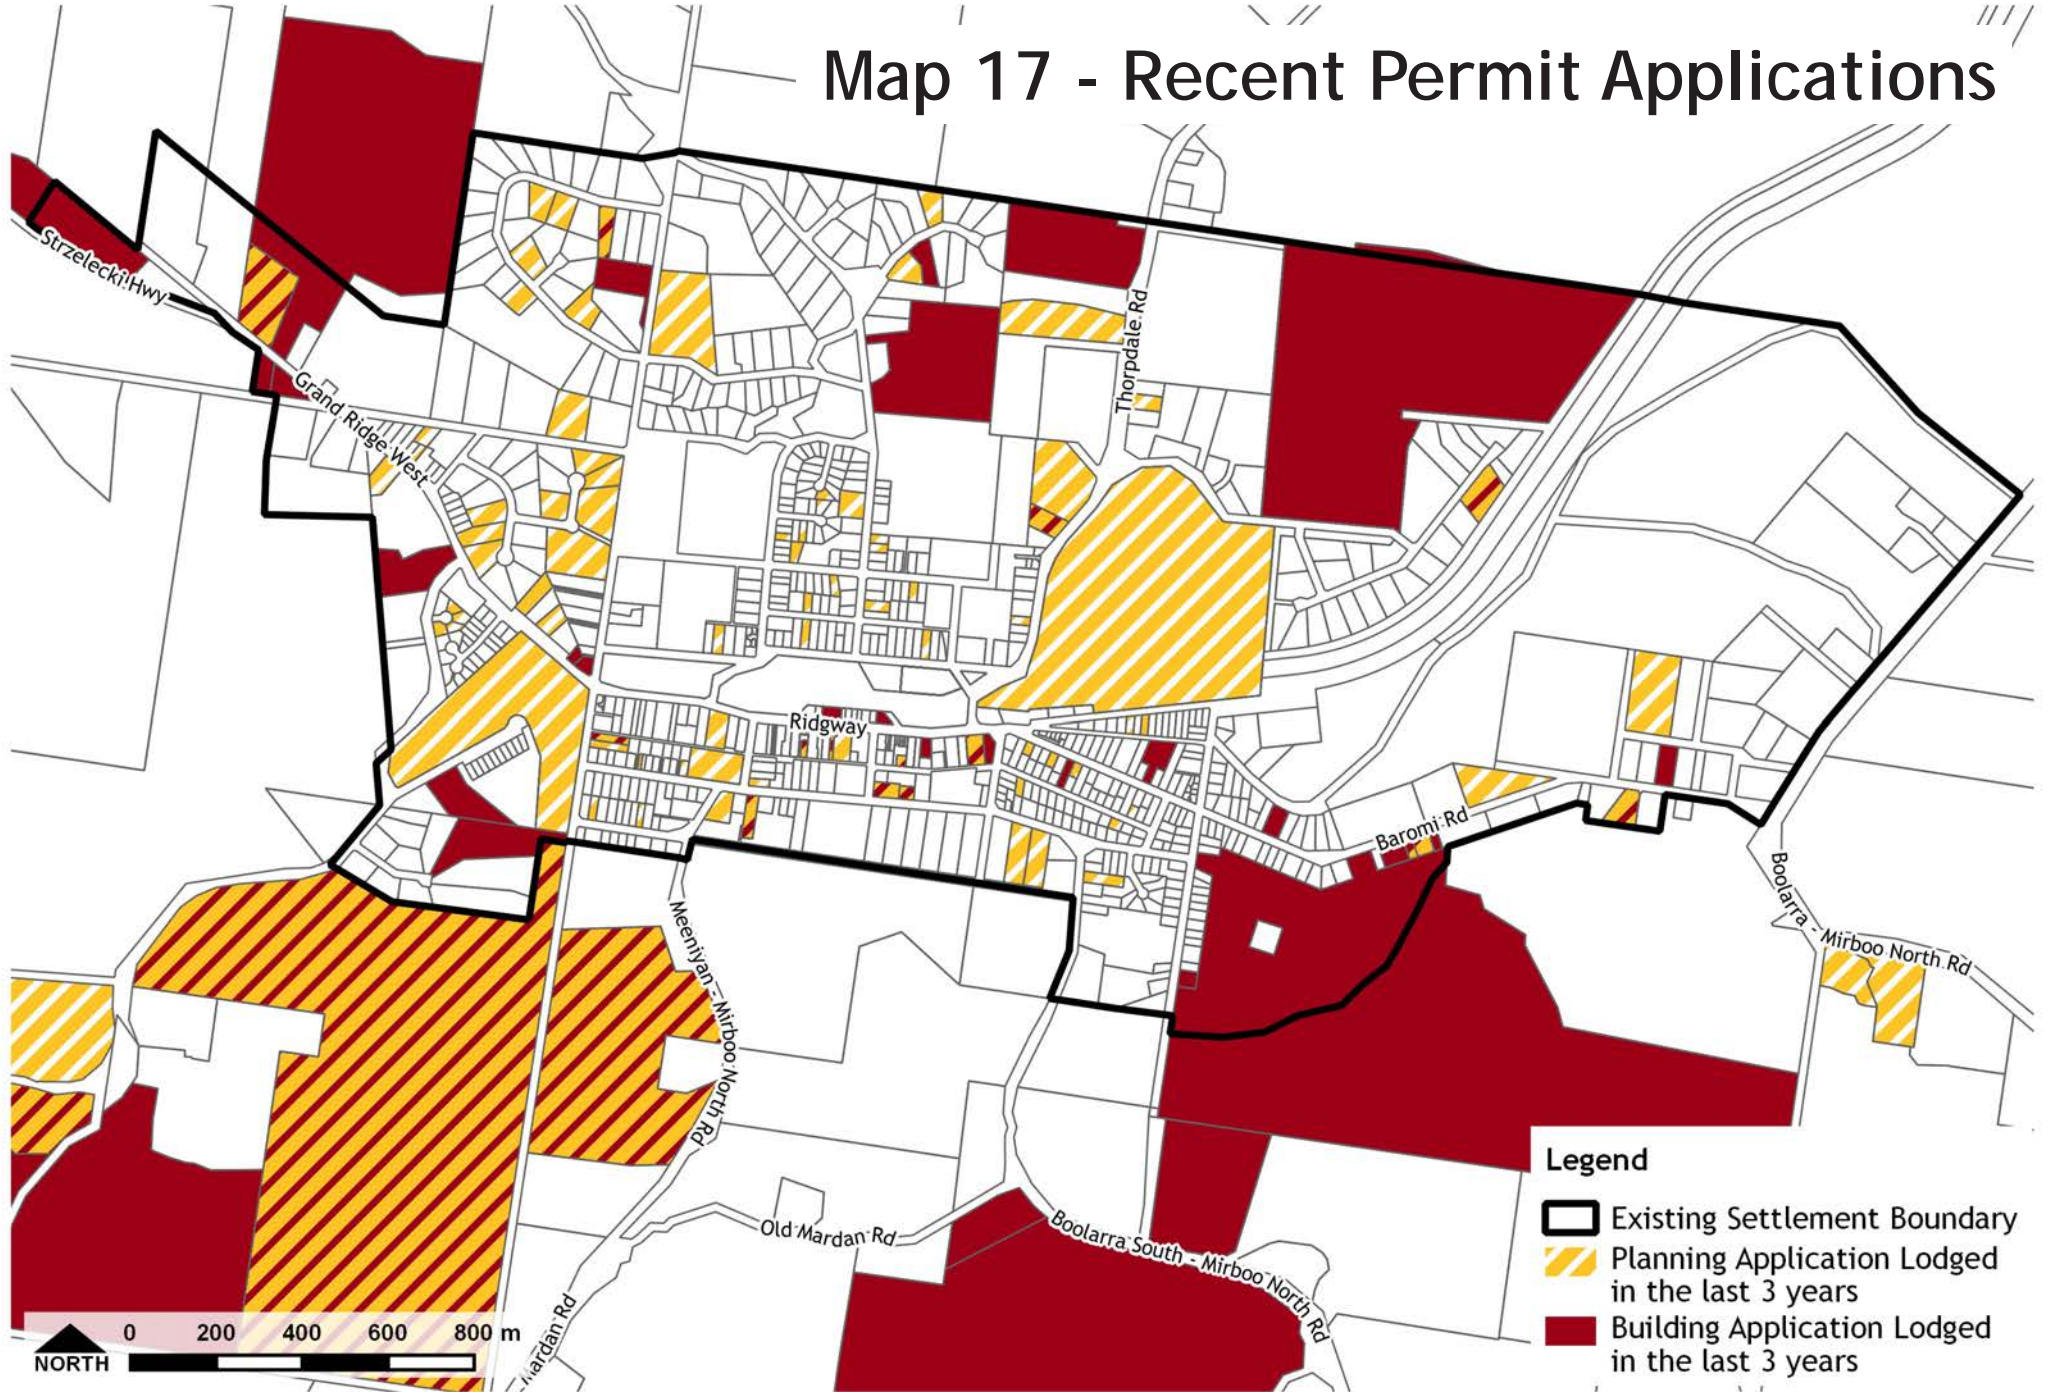 Map 17 - Recent Permit Applications
Strzelecki Hwy
Grand Ridge West
Thorpdale Rd
Ridgway
Baromi Rd
Boolarra - Mirboo North Rd
Meeniyan - Mirboo North Rd
Old Mardan Rd
Boolarra South - Mirboo North Rd
Mardan Rd
Legend
Existing Settlement Boundary
Planning Application Lodged
in the last 3 years
Building Application Lodged
in the last 3 years
0 200 400 600 800 m
NORTH